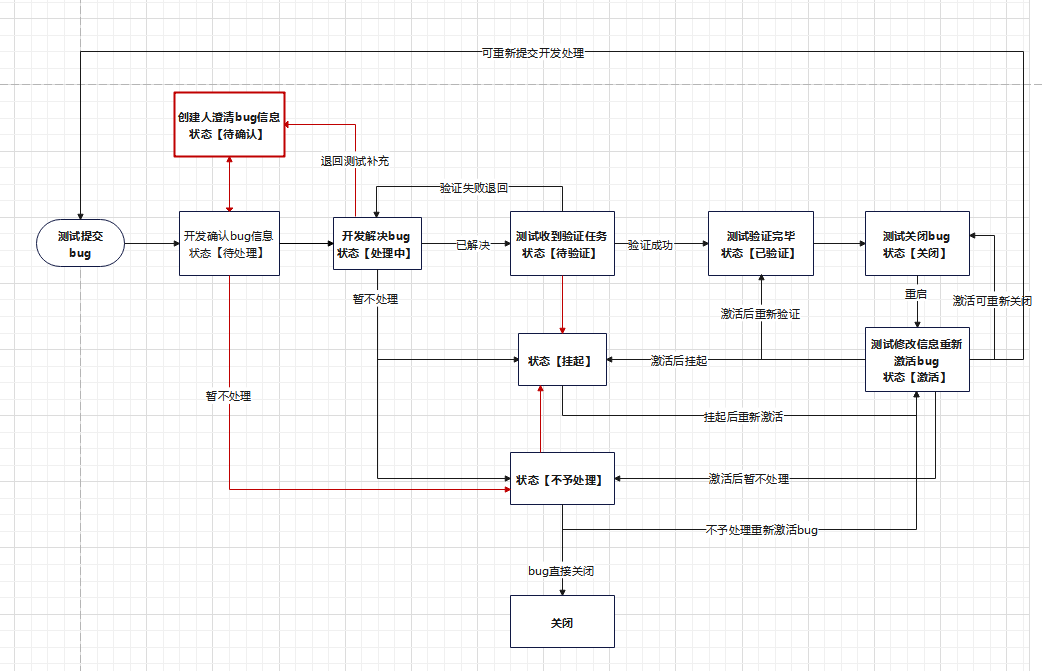 可重新提交开发处理
创建人澄清bug信息
状态【待确认】
退回测试补充
验证失败退回
测试提交
bug
开发确认bug信息
状态【待处理】
开发解决bug
状态【处理中】
已解决
测试收到验证任务
状态【待验证】
验证成功
测试验证完毕
状态【已验证】
测试关闭bug
状态【关闭】
暂不处理
重启
激活可重新关闭
激活后重新验证
状态【挂起】
激活后挂起
测试修改信息重新
激活bug
状态【激活】
暂不处理
挂起后重新激活
状态【不予处理】
激活后暂不处理
不予处理重新激活bug
bug直接关闭
关闭